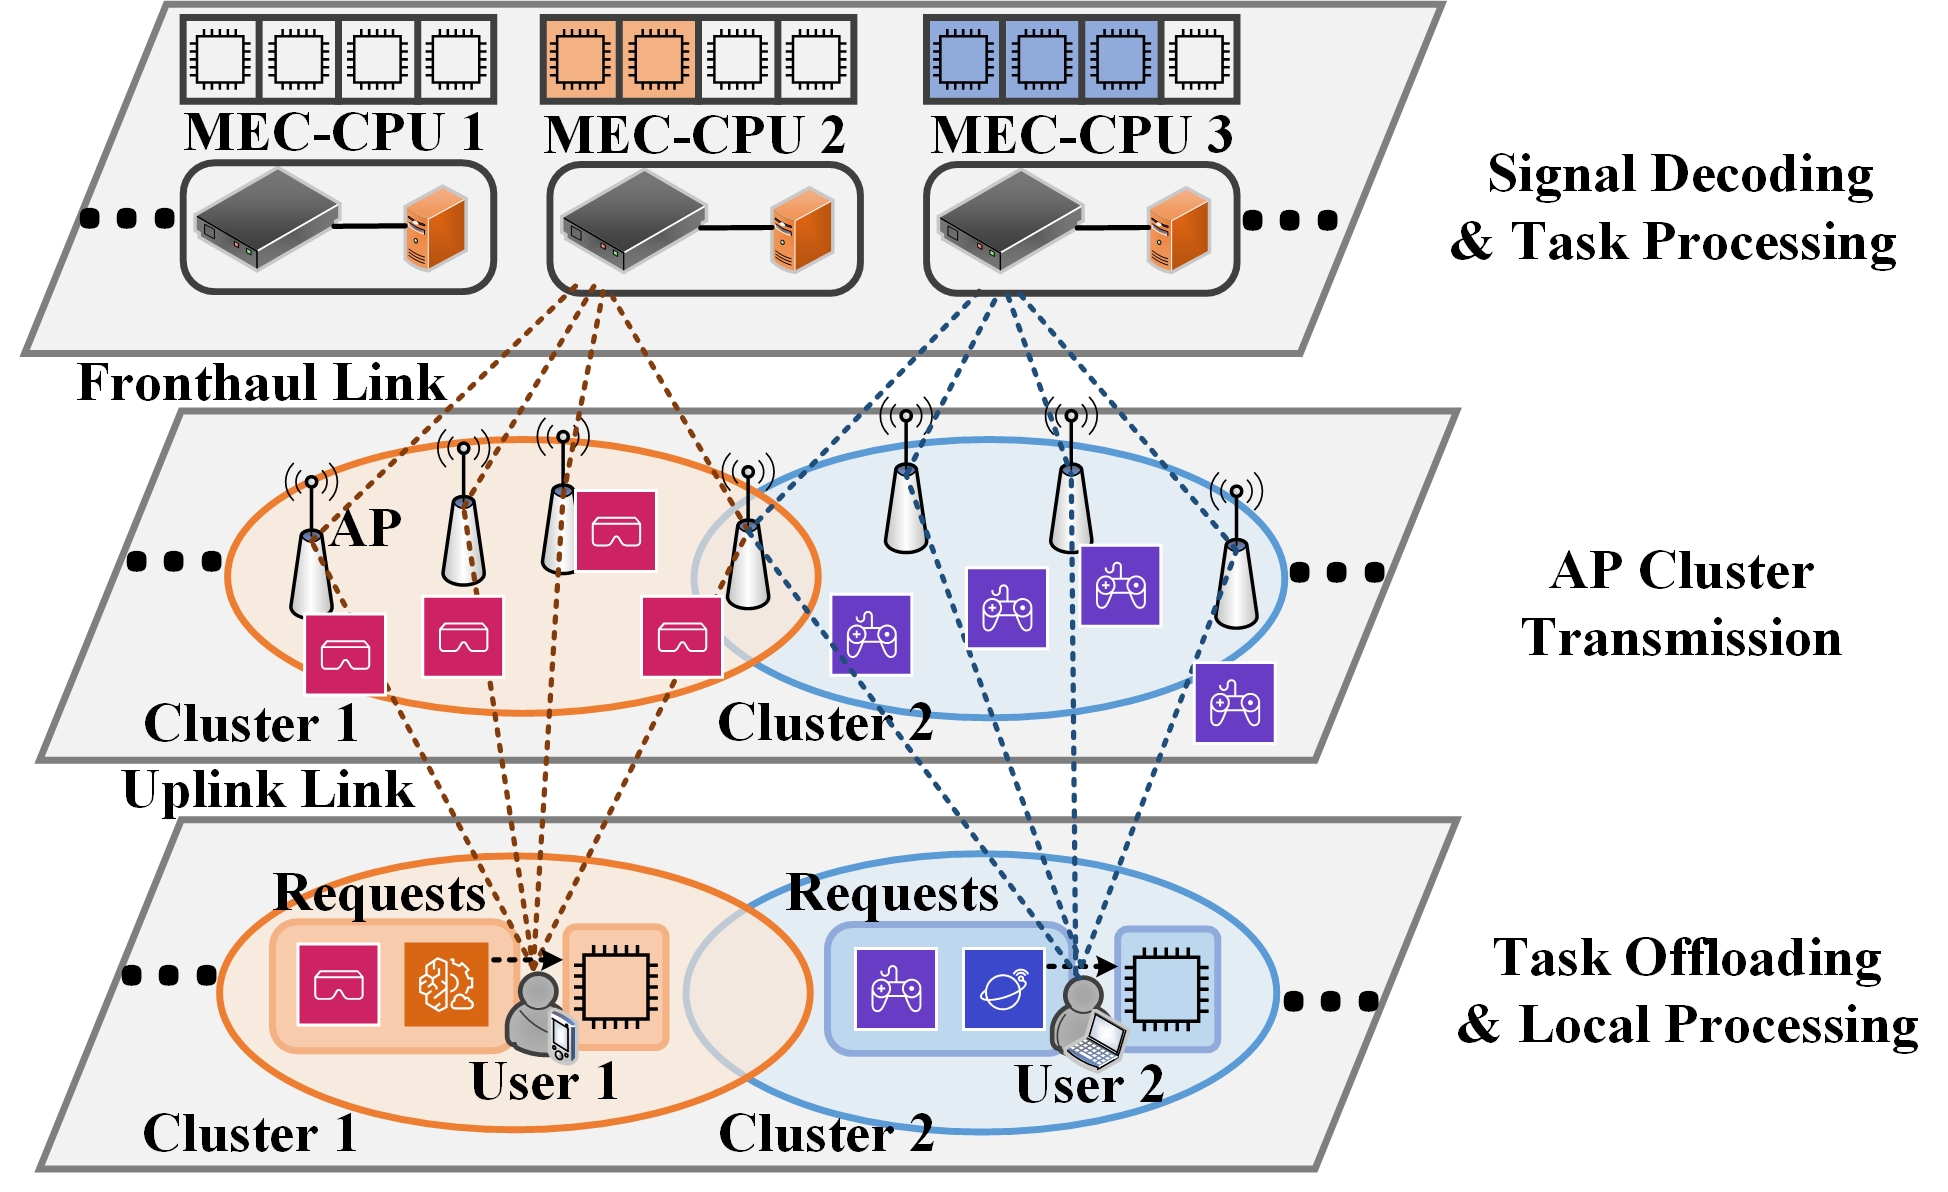 MEC-CPU 1
MEC-CPU 2
MEC-CPU 3
Signal Decoding
& Task Processing
Fronthaul Link
AP
AP Cluster
Transmission
Cluster 1
Cluster 2
Uplink Link
Requests
Requests
Task Offloading
& Local Processing
User 1
User 2
Cluster 1
Cluster 2